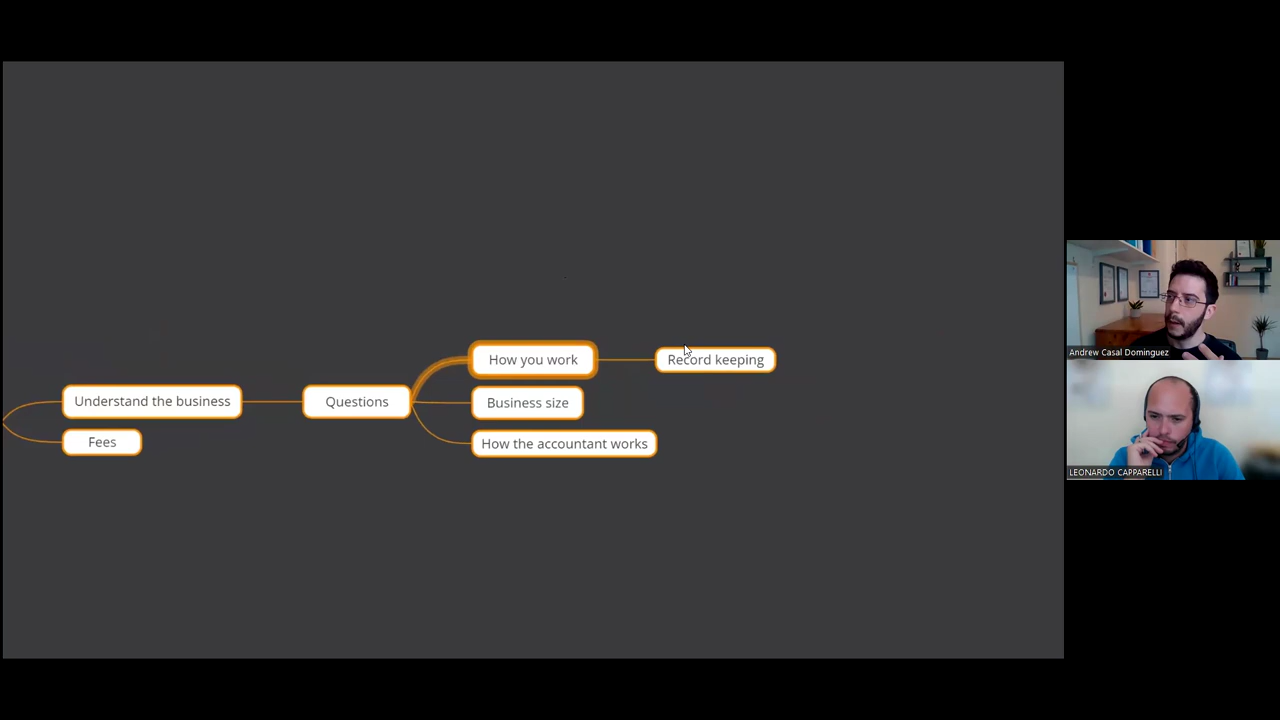 Understand the business
Fees
Questions
How you work
Business size
How the accountant works
Record keeping
Andrew Casal Dominguez
LEONARDO CAPPARELLI